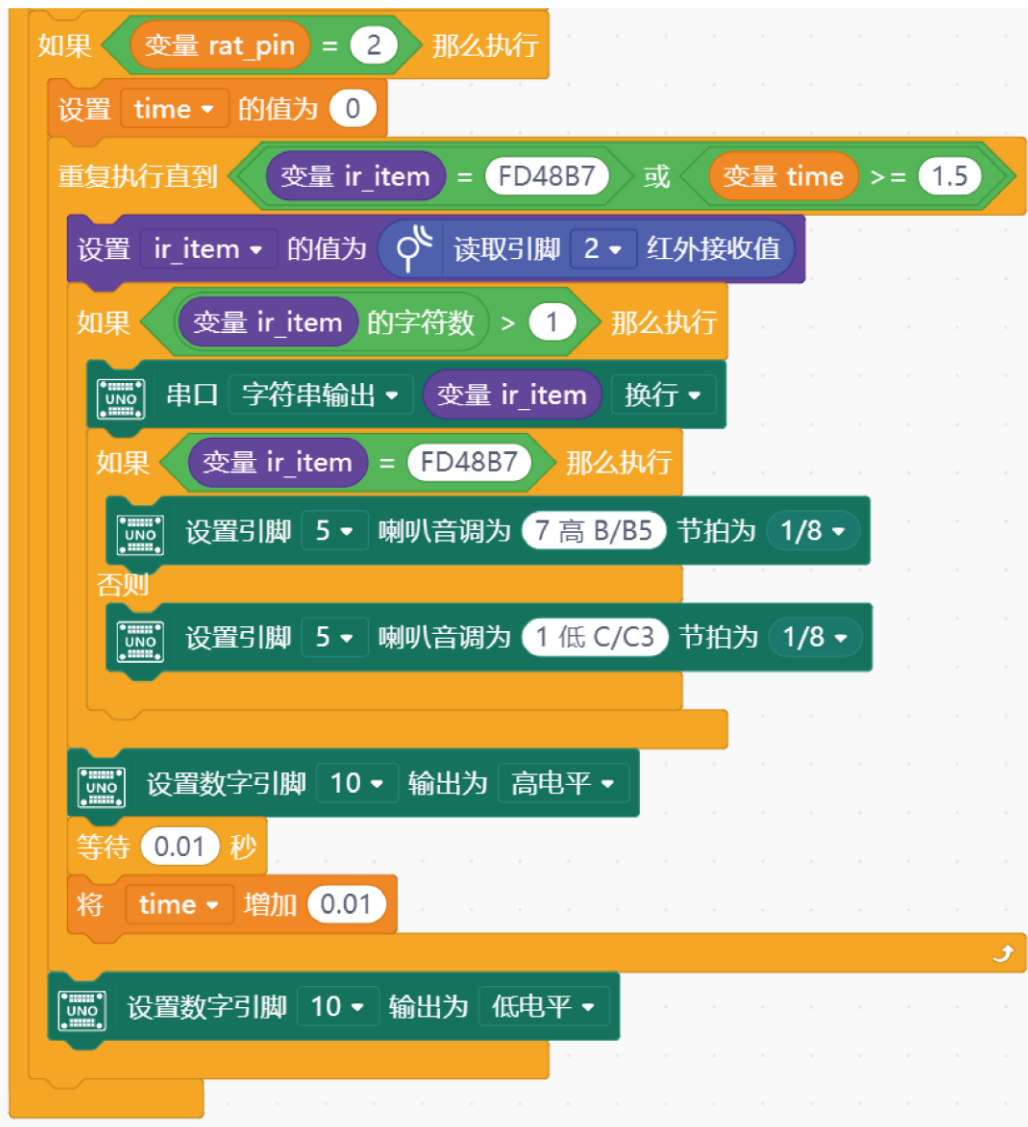 如果 变量 rat_pin = 2 那么执行
设置 time 的值为 0
重复执行直到 变量 ir_item = FD48B7 或 变量 time >= 1.5
设置 ir_item 的值为 读取引脚 2 红外接收值
如果 变量 ir_item 的字符数 > 1 那么执行
UNO 串口 字符串输出 变量 ir_item 换行
如果 变量 ir_item = FD48B7 那么执行
UNO 设置引脚 5 喇叭音调为 7 高 B/B5 节拍为 1/8
否则
UNO 设置引脚 5 喇叭音调为 1 低 C/C3 节拍为 1/8
UNO 设置数字引脚 10 输出为 高电平
等待 0.01 秒
将 time 增加 0.01
UNO 设置数字引脚 10 输出为 低电平